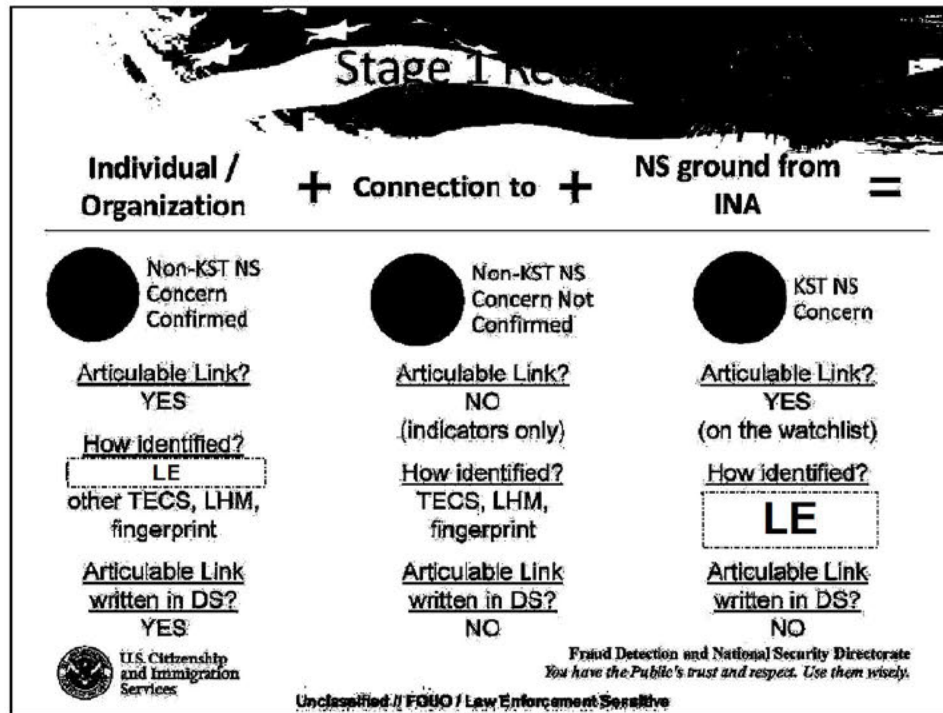 Stage 1
Individual / Organization + Connection to + NS ground from INA =
Non-KST NS
Concern
Confirmed
Articulable Link?
YES
How identified?
LE
other TECS, LHM,
fingerprint
Articulable Link
written in DS?
YES
Non-KST NS
Concern Not
Confirmed
Articulable Link?
NO
(indicators only)
How identified?
TECS, LHM,
fingerprint
Articulable Link
written in DS?
NO
KST NS
Concern
Articulable Link?
YES
(on the watchlist)
How identified?
LE
Articulable Link
written in DS?
NO
U.S. Citizenship
and Immigration
Services
Fraud Detection and National Security Directorate
You have the Public's trust and respect. Use them wisely.
Unclassified // FOUO / Law Enforcement Sensitive